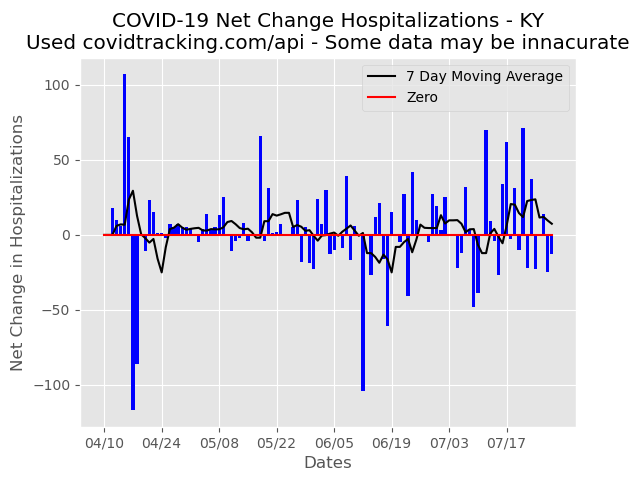 COVID-19 Net Change Hospitalizations - KY
Used covidtracking.com/api - Some data may be innacurate
7 Day Moving Average
Zero
Net Change in Hospitalizations
100
50
0
−50
−100
04/10 04/24 05/08 05/22 06/05 06/19 07/03 07/17
Dates